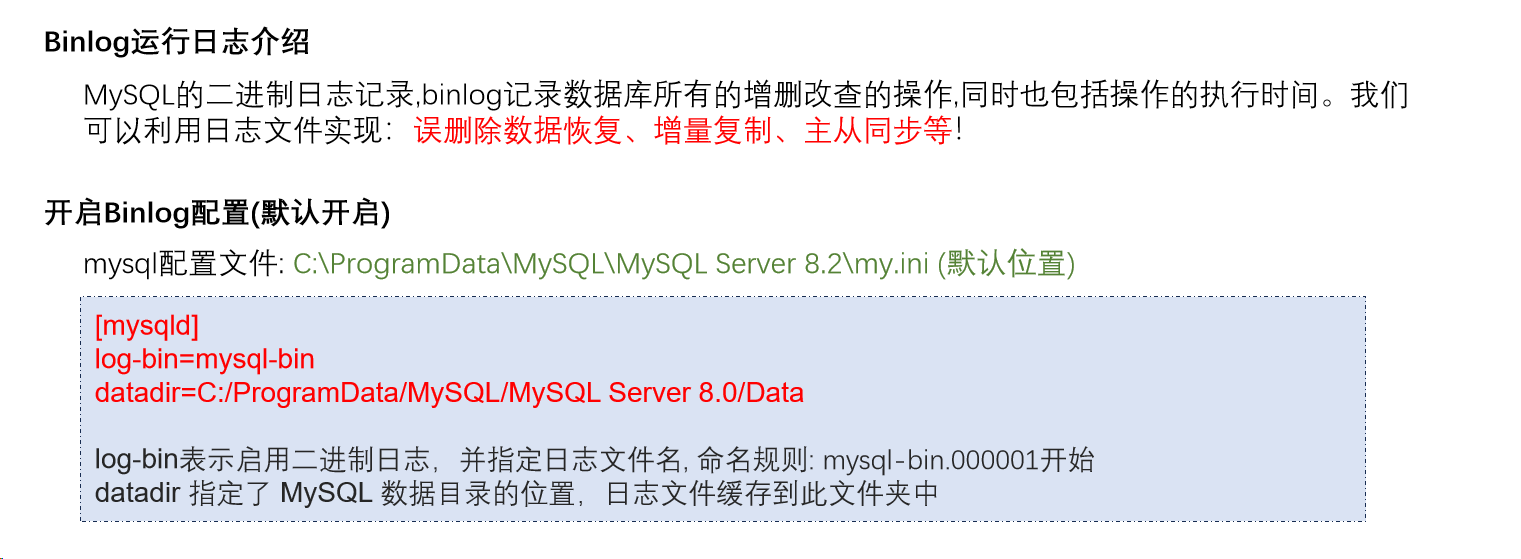 Binlog运行日志介绍
MySQL的二进制日志记录,binlog记录数据库所有的增删改查的操作,同时也包括操作的执行时间。我们
可以利用日志文件实现：误删除数据恢复、增量复制、主从同步等!
开启Binlog配置(默认开启)
mysql配置文件: C:\ProgramData\MySQL\MySQL Server 8.2\my.ini (默认位置)
[mysqld]
log-bin=mysql-bin
datadir=C:/ProgramData/MySQL/MySQL Server 8.0/Data
log-bin表示启用二进制日志，并指定日志文件名, 命名规则: mysql-bin.000001开始
datadir 指定了 MySQL 数据目录的位置，日志文件缓存到此文件夹中